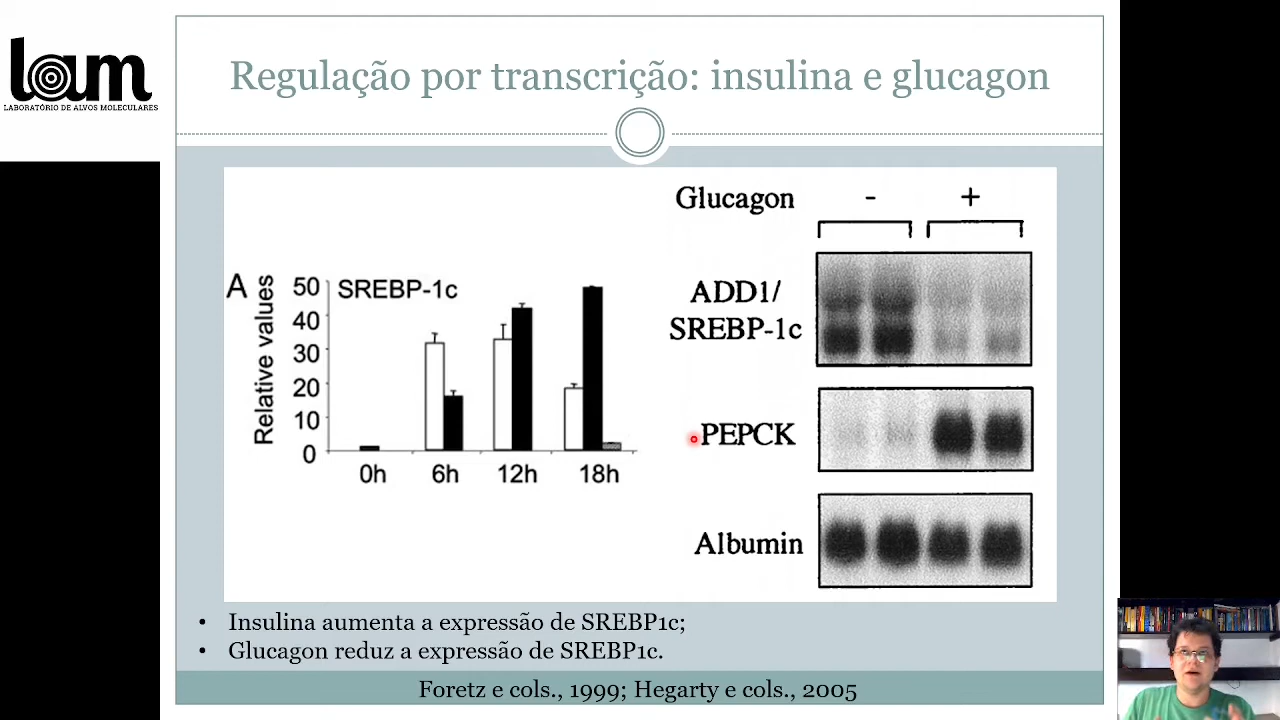 lam
LABORATÓRIO DE ALVOS MOLECULARES
Regulação por transcrição: insulina e glucagon
A
SREBP-1c
Relative values
50
40
30
20
10
0
0h 6h 12h 18h
Glucagon - +
ADD1/
SREBP-1c
PEPCK
Albumin
• Insulina aumenta a expressão de SREBP1c;
• Glucagon reduz a expressão de SREBP1c.
Foretz e cols., 1999; Hegarty e cols., 2005